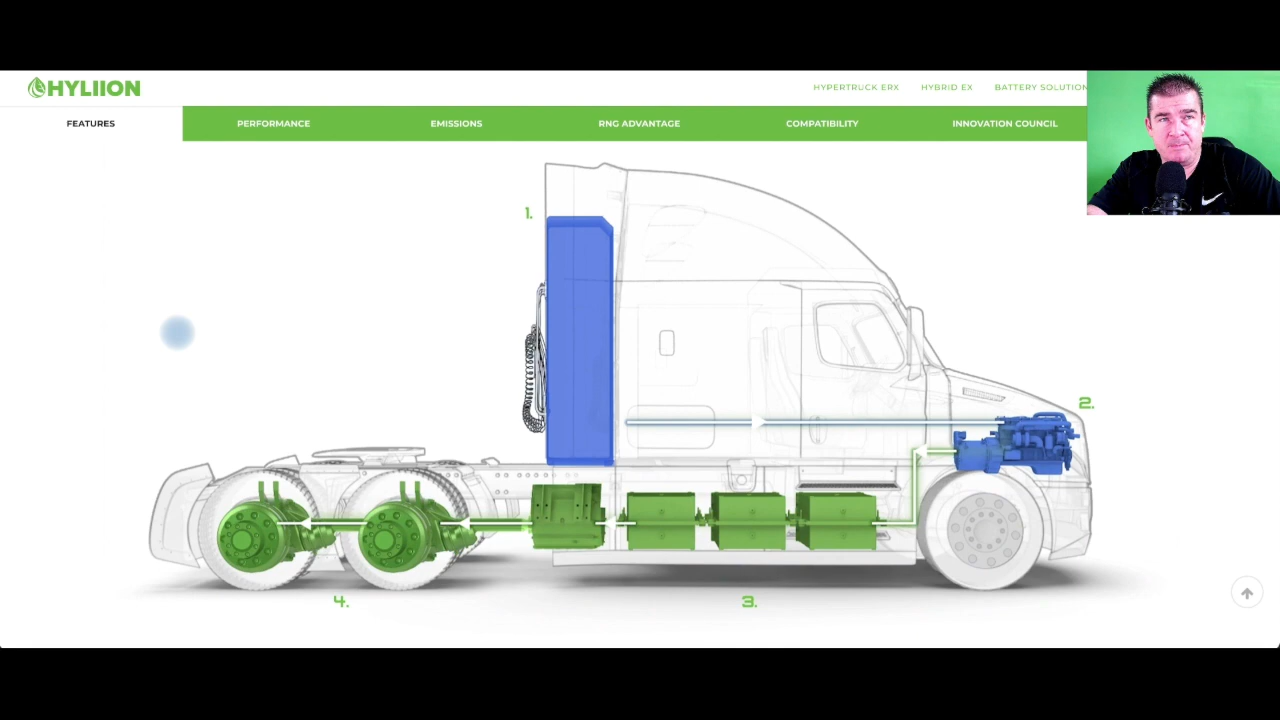 HYLIION
HYPERTRUCK ERX
HYBRID EX
BATTERY SOLUTION
FEATURES
PERFORMANCE
EMISSIONS
RNG ADVANTAGE
COMPATIBILITY
INNOVATION COUNCIL
1.
2.
4.
3.